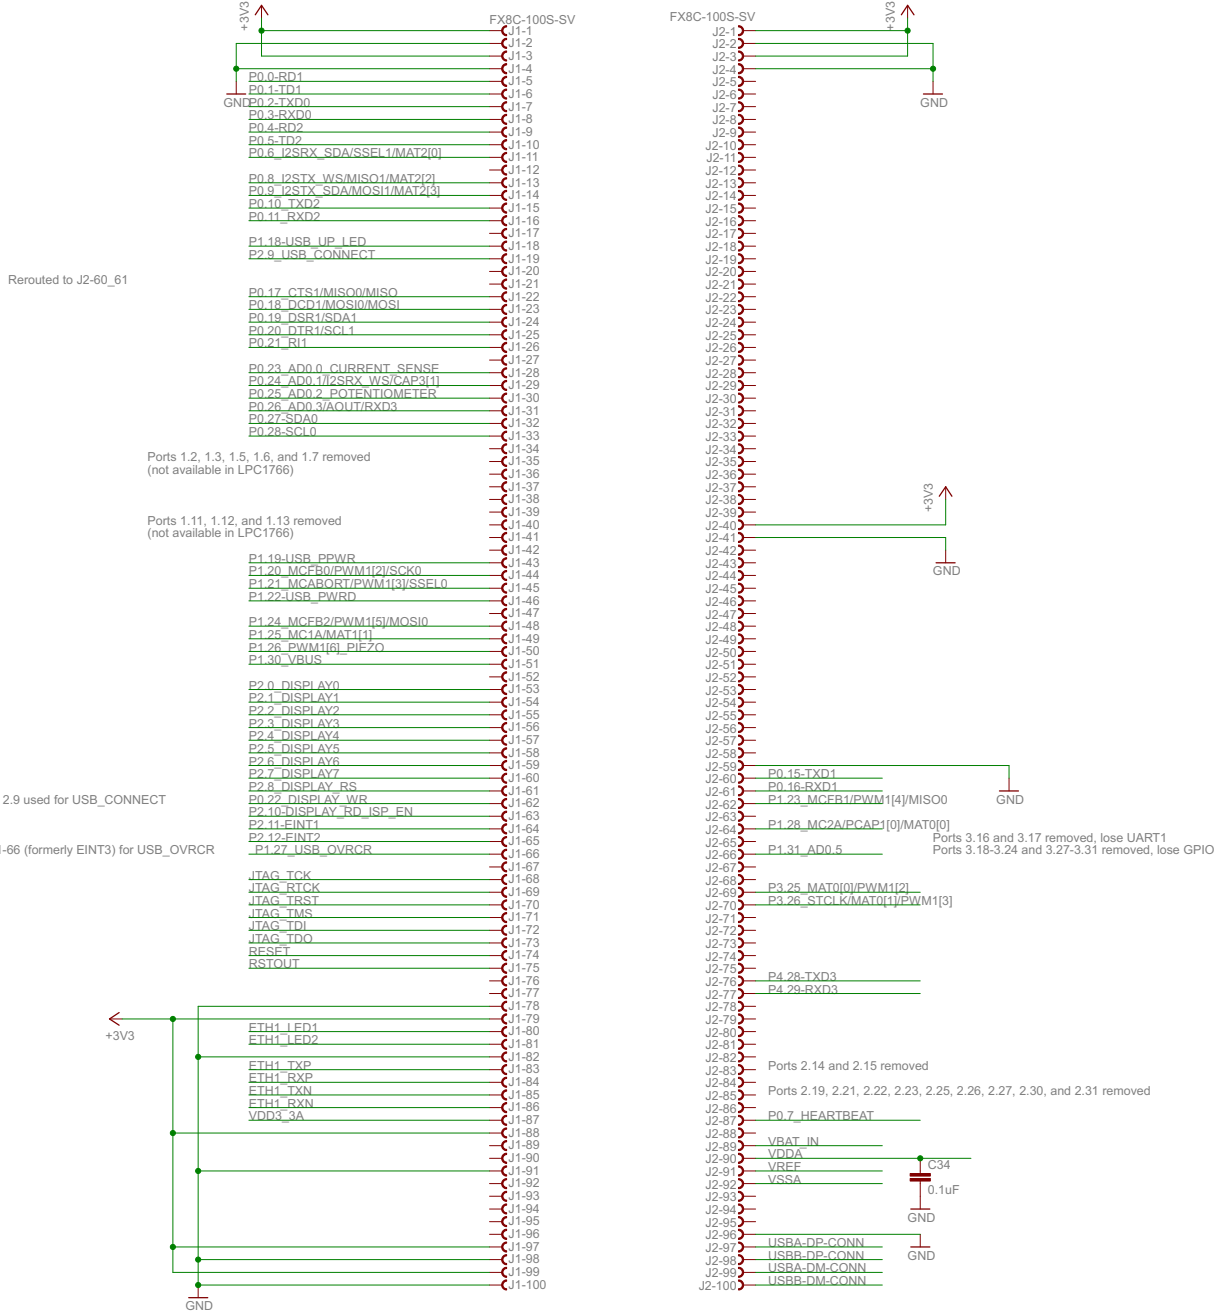 +3V3
FX8C-100S-SV
J1-1
J1-2
J1-3
J1-4
P0.0-RD1 J1-5
P0.1-TD1 J1-6
GND
P0.2-TXD0 J1-7
P0.3-RXD0 J1-8
P0.4-RD2 J1-9
P0.5-TD2 J1-10
P0.6_I2SRX_SDA/SSEL1/MAT2[0] J1-11
J1-12
P0.8_I2STX_WS/MISO1/MAT2[2] J1-13
P0.9_I2STX_SDA/MOSI1/MAT2[3] J1-14
P0.10_TXD2 J1-15
P0.11_RXD2 J1-16
J1-17
P1.18-USB_UP_LED J1-18
P2.9_USB_CONNECT J1-19
J1-20
Rerouted to J2-60_61
J1-21
P0.17_CTS1/MISO0/MISO J1-22
P0.18_DCD1/MOSI0/MOSI J1-23
P0.19_DSR1/SDA1 J1-24
P0.20_DTR1/SCL1 J1-25
P0.21_RI1 J1-26
J1-27
P0.23_AD0.0_CURRENT_SENSE J1-28
P0.24_AD0.1/I2SRX_WS/CAP3[1] J1-29
P0.25_AD0.2_POTENTIOMETER J1-30
P0.26_AD0.3/AOUT/RXD3 J1-31
P0.27-SDA0 J1-32
P0.28-SCL0 J1-33
J1-34
Ports 1.2, 1.3, 1.5, 1.6, and 1.7 removed
(not available in LPC1766)
J1-35
J1-36
J1-37
J1-38
J1-39
Ports 1.11, 1.12, and 1.13 removed
(not available in LPC1766)
J1-40
J1-41
J1-42
P1.19-USB_PPWR J1-43
P1.20_MCFB0/PWM1[2]/SCK0 J1-44
P1.21_MCABORT/PWM1[3]/SSEL0 J1-45
P1.22-USB_PWRD J1-46
J1-47
P1.24_MCFB2/PWM1[5]/MOSI0 J1-48
P1.25_MC1A/MAT1[1] J1-49
P1.26_PWM1[6]_PIEZO J1-50
P1.30_VBUS J1-51
J1-52
P2.0_DISPLAY0 J1-53
P2.1_DISPLAY1 J1-54
P2.2_DISPLAY2 J1-55
P2.3_DISPLAY3 J1-56
P2.4_DISPLAY4 J1-57
P2.5_DISPLAY5 J1-58
P2.6_DISPLAY6 J1-59
P2.7_DISPLAY7 J1-60
P2.8_DISPLAY_RS J1-61
2.9 used for USB_CONNECT
P0.22_DISPLAY_WR J1-62
P2.10-DISPLAY_RD_ISP_EN J1-63
P2.11-EINT1 J1-64
P2.12-EINT2 J1-65
-66 (formerly EINT3) for USB_OVRCR
P1.27_USB_OVRCR J1-66
J1-67
JTAG_TCK J1-68
JTAG_RTCK J1-69
JTAG_TRST J1-70
JTAG_TMS J1-71
JTAG_TDI J1-72
JTAG_TDO J1-73
RESET J1-74
RSTOUT J1-75
J1-76
J1-77
J1-78
+3V3
J1-79
ETH1_LED1 J1-80
ETH1_LED2 J1-81
J1-82
ETH1_TXP J1-83
ETH1_RXP J1-84
ETH1_TXN J1-85
ETH1_RXN J1-86
VDD3_3A J1-87
J1-88
J1-89
J1-90
J1-91
J1-92
J1-93
J1-94
J1-95
J1-96
J1-97
J1-98
J1-99
J1-100
GND
FX8C-100S-SV
+3V3
J2-1
J2-2
J2-3
J2-4
J2-5
J2-6
GND
J2-7
J2-8
J2-9
J2-10
J2-11
J2-12
J2-13
J2-14
J2-15
J2-16
J2-17
J2-18
J2-19
J2-20
J2-21
J2-22
J2-23
J2-24
J2-25
J2-26
J2-27
J2-28
J2-29
J2-30
J2-31
J2-32
J2-33
J2-34
J2-35
J2-36
J2-37
J2-38
+3V3
J2-39
J2-40
J2-41
J2-42
J2-43
GND
J2-44
J2-45
J2-46
J2-47
J2-48
J2-49
J2-50
J2-51
J2-52
J2-53
J2-54
J2-55
J2-56
J2-57
J2-58
J2-59
J2-60 P0.15-TXD1
J2-61 P0.16-RXD1
J2-62 P1.23_MCFB1/PWM1[4]/MISO0
GND
J2-63
J2-64 P1.28_MC2A/PCAP1[0]/MAT0[0]
J2-65
Ports 3.16 and 3.17 removed, lose UART1
Ports 3.18-3.24 and 3.27-3.31 removed, lose GPIO
J2-66 P1.31_AD0.5
J2-67
J2-68
J2-69 P3.25_MAT0[0]/PWM1[2]
J2-70 P3.26_STCLK/MAT0[1]/PWM1[3]
J2-71
J2-72
J2-73
J2-74
J2-75
J2-76 P4.28-TXD3
J2-77 P4.29-RXD3
J2-78
J2-79
J2-80
J2-81
J2-82
J2-83 Ports 2.14 and 2.15 removed
J2-84
J2-85 Ports 2.19, 2.21, 2.22, 2.23, 2.25, 2.26, 2.27, 2.30, and 2.31 removed
J2-86
J2-87 P0.7_HEARTBEAT
J2-88
J2-89 VBAT_IN
J2-90 VDDA
J2-91 VREF
C34
J2-92 VSSA
0.1uF
J2-93
J2-94
GND
J2-95
J2-96
J2-97 USBA-DP-CONN
GND
J2-98 USBB-DP-CONN
J2-99 USBA-DM-CONN
J2-100 USBB-DM-CONN